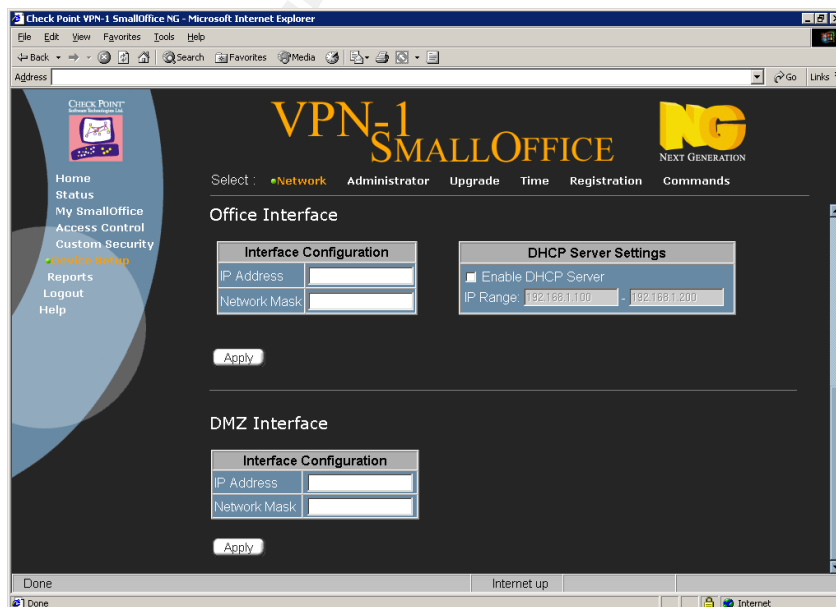 Check Point VPN-1 SmallOffice NG - Microsoft Internet Explorer
File Edit View Favorites Tools Help
Back Search Favorites Media
Address Go Links
CHECK POINT
Software Technologies Ltd.
VPN-1
SMALLOFFICE
NG
NEXT GENERATION
Select : Network Administrator Upgrade Time Registration Commands
Home
Status
My SmallOffice
Access Control
Custom Security
Device Setup
Reports
Logout
Help
Office Interface
Interface Configuration
IP Address
Network Mask
DHCP Server Settings
Enable DHCP Server
IP Range: 192.168.1.100 - 192.168.1.200
Apply
DMZ Interface
Interface Configuration
IP Address
Network Mask
Apply
Done Internet up
Done Internet